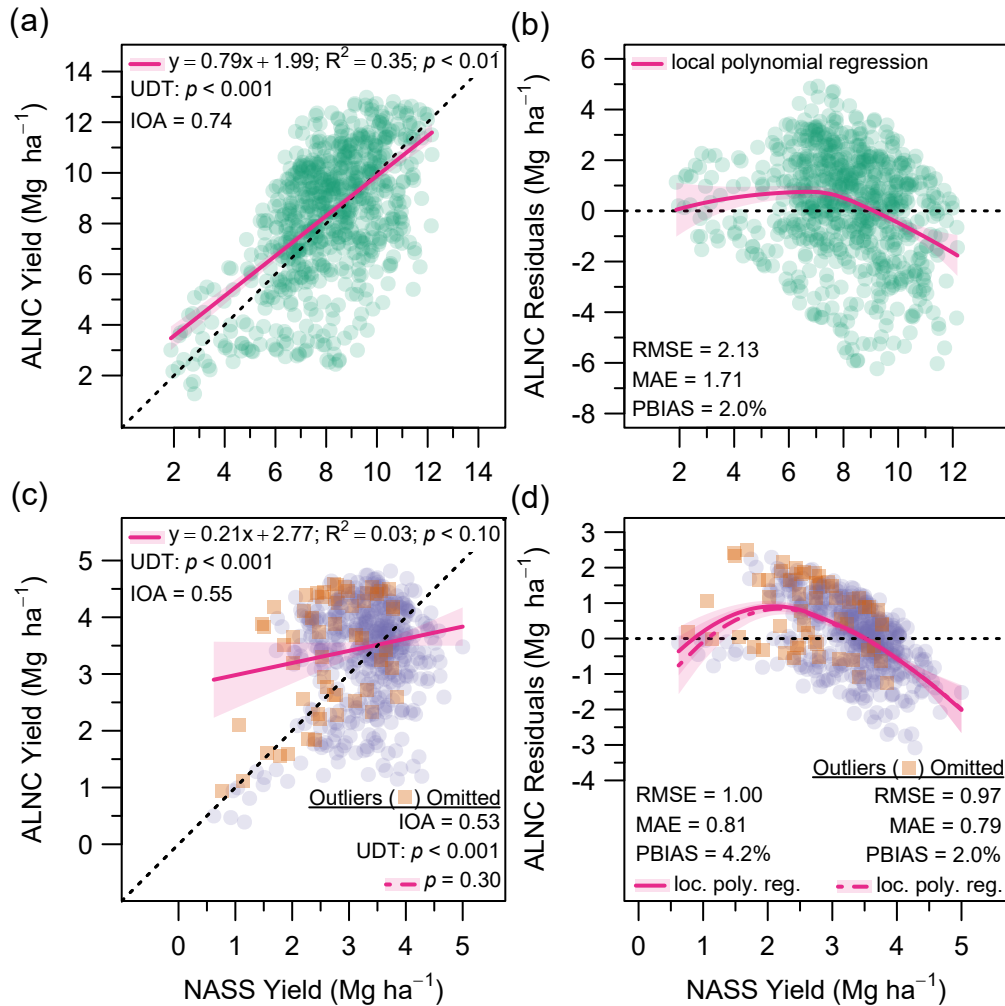 (a)
y = 0.79x + 1.99; R² = 0.35; p < 0.01
UDT: p < 0.001
IOA = 0.74
ALNC Yield (Mg ha⁻¹)
14
12
10
8
6
4
2
2 4 6 8 10 12 14
(b)
local polynomial regression
RMSE = 2.13
MAE = 1.71
PBIAS = 2.0%
ALNC Residuals (Mg ha⁻¹)
6
4
2
0
-2
-4
-6
-8
2 4 6 8 10 12
(c)
y = 0.21x + 2.77; R² = 0.03; p < 0.10
UDT: p < 0.001
IOA = 0.55
Outliers ( ) Omitted
IOA = 0.53
UDT: p < 0.001
p = 0.30
ALNC Yield (Mg ha⁻¹)
5
4
3
2
1
0
0 1 2 3 4 5
NASS Yield (Mg ha⁻¹)
(d)
Outliers ( ) Omitted
RMSE = 1.00
MAE = 0.81
PBIAS = 4.2%
loc. poly. reg.
RMSE = 0.97
MAE = 0.79
PBIAS = 2.0%
loc. poly. reg.
ALNC Residuals (Mg ha⁻¹)
3
2
1
0
-1
-2
-3
-4
0 1 2 3 4 5
NASS Yield (Mg ha⁻¹)